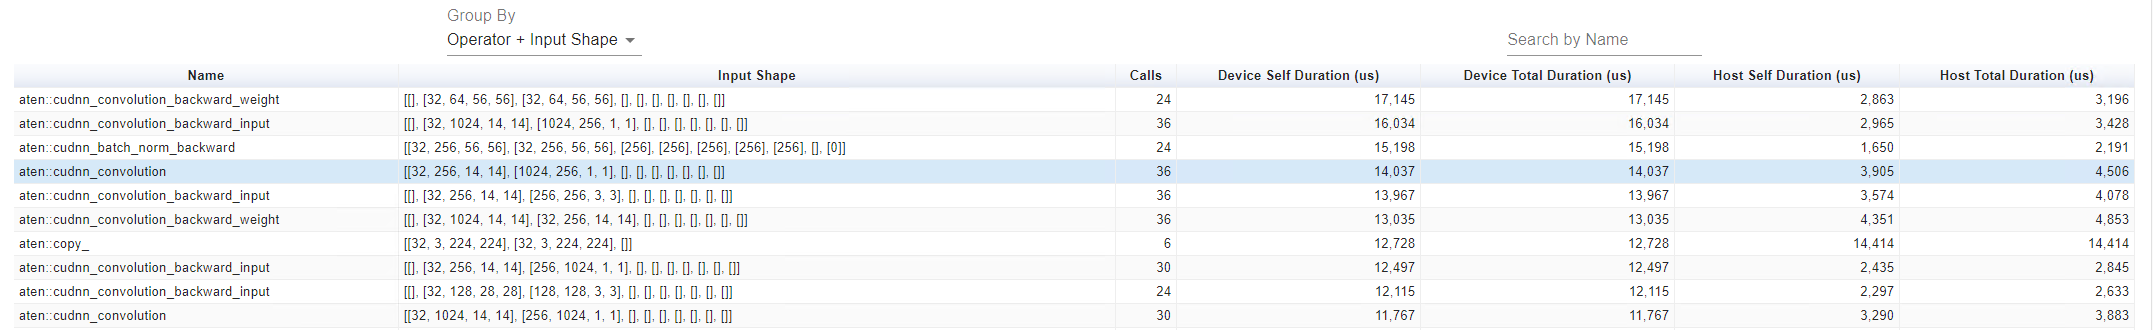 Group By
Operator + Input Shape
Search by Name
Name Input Shape Calls Device Self Duration (us) Device Total Duration (us) Host Self Duration (us) Host Total Duration (us)
aten::cudnn_convolution_backward_weight [[], [32, 64, 56, 56], [32, 64, 56, 56], [], [], [], [], [], []] 24 17,145 17,145 2,863 3,196
aten::cudnn_convolution_backward_input [[], [32, 1024, 14, 14], [1024, 256, 1, 1], [], [], [], [], [], []] 36 16,034 16,034 2,965 3,428
aten::cudnn_batch_norm_backward [[32, 256, 56, 56], [32, 256, 56, 56], [256], [256], [256], [256], [256], [], [0]] 24 15,198 15,198 1,650 2,191
aten::cudnn_convolution [[32, 256, 14, 14], [1024, 256, 1, 1], [], [], [], [], [], []] 36 14,037 14,037 3,905 4,506
aten::cudnn_convolution_backward_input [[], [32, 256, 14, 14], [256, 256, 3, 3], [], [], [], [], [], []] 36 13,967 13,967 3,574 4,078
aten::cudnn_convolution_backward_weight [[], [32, 1024, 14, 14], [32, 256, 14, 14], [], [], [], [], [], []] 36 13,035 13,035 4,351 4,853
aten::copy_ [[32, 3, 224, 224], [32, 3, 224, 224], []] 6 12,728 12,728 14,414 14,414
aten::cudnn_convolution_backward_input [[], [32, 256, 14, 14], [256, 1024, 1, 1], [], [], [], [], [], []] 30 12,497 12,497 2,435 2,845
aten::cudnn_convolution_backward_input [[], [32, 128, 28, 28], [128, 128, 3, 3], [], [], [], [], [], []] 24 12,115 12,115 2,297 2,633
aten::cudnn_convolution [[32, 1024, 14, 14], [256, 1024, 1, 1], [], [], [], [], [], []] 30 11,767 11,767 3,290 3,883